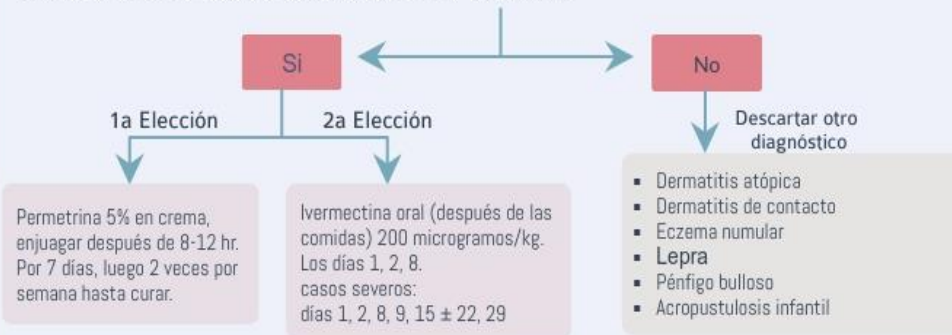 Si
No
1a Elección
2a Elección
Descartar otro
diagnóstico
Permetrina 5% en crema,
enjuagar después de 8-12 hr.
Por 7 días, luego 2 veces por
semana hasta curar.
Ivermectina oral (después de las
comidas) 200 microgramos/kg.
Los días 1, 2, 8.
casos severos:
días 1, 2, 8, 9, 15 ± 22, 29
▪ Dermatitis atópica
▪ Dermatitis de contacto
▪ Eczema numular
▪ Lepra
▪ Pénfigo bulloso
▪ Acropustulosis infantil